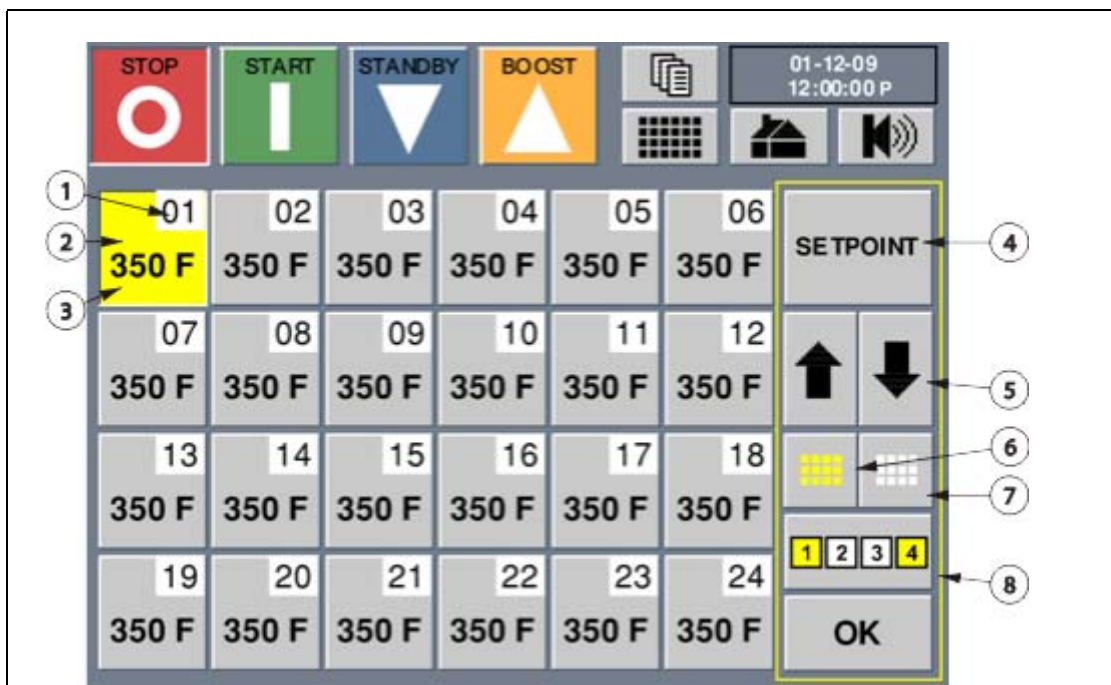 STOP START STANDBY BOOST
01-12-09
12:00:00 P
1
2
3
01 02 03 04 05 06
350 F 350 F 350 F 350 F 350 F 350 F
SETPOINT
4
07 08 09 10 11 12
350 F 350 F 350 F 350 F 350 F 350 F
5
13 14 15 16 17 18
350 F 350 F 350 F 350 F 350 F 350 F
6
7
1 2 3 4
8
19 20 21 22 23 24
350 F 350 F 350 F 350 F 350 F 350 F
OK